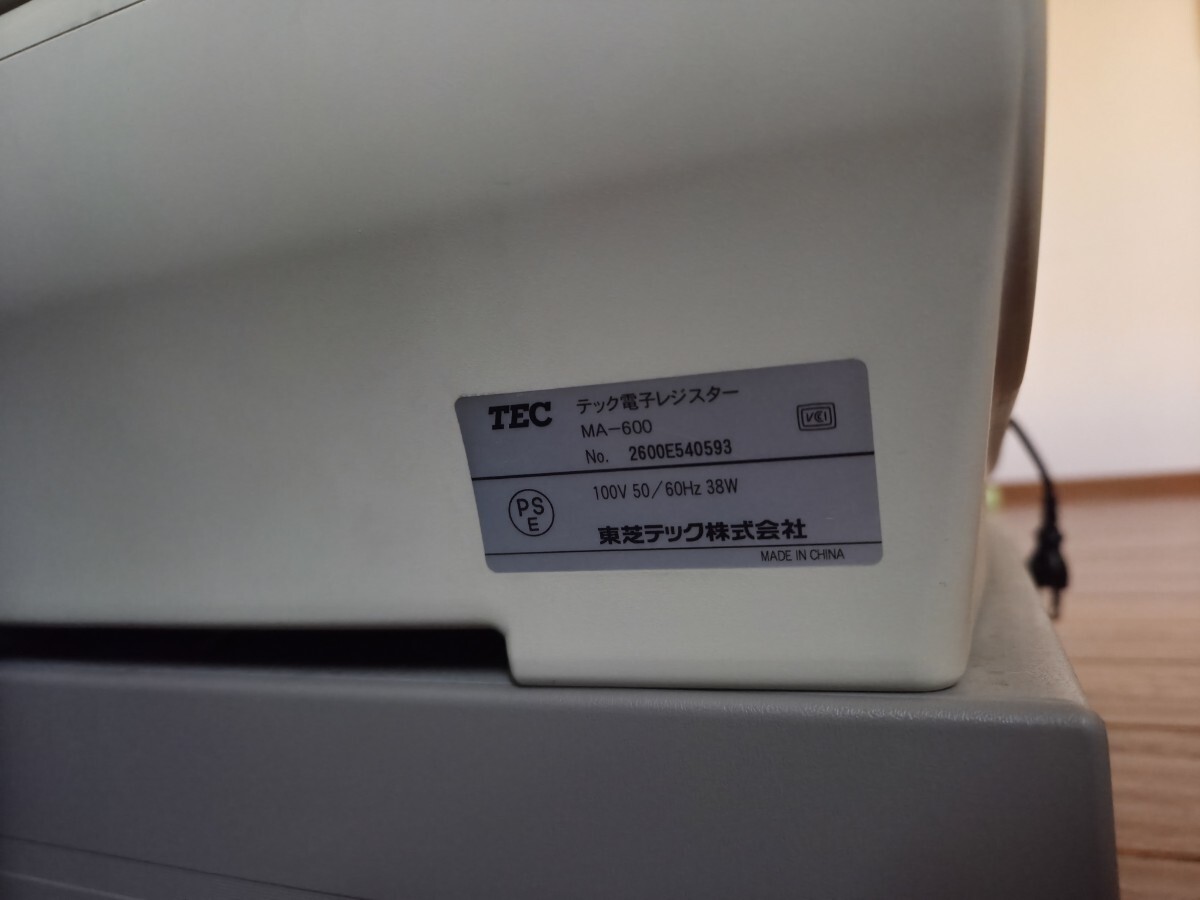 TEC
テック電子レジスター
MA-600
No. 2600E540593
VCI
100V 50/60Hz 38W
PS
E
東芝テック株式会社
MADE IN CHINA